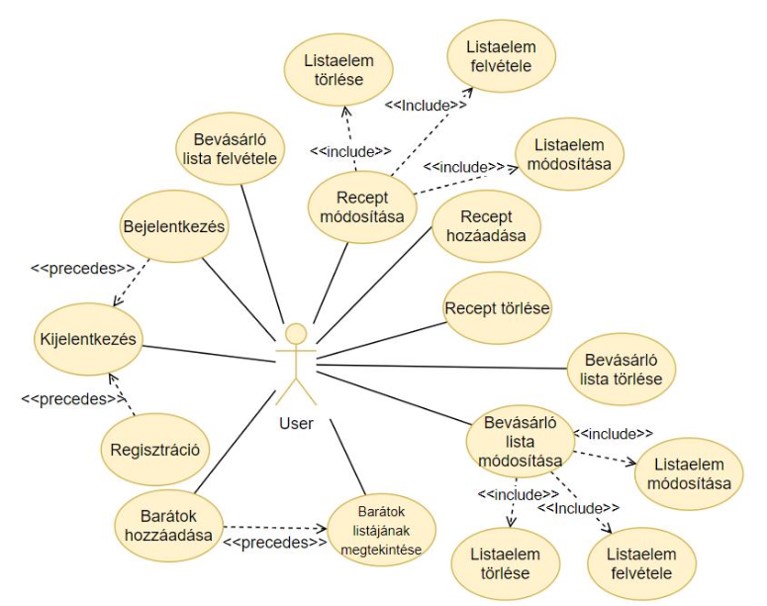 Listaelem
törlése
Listaelem
felvétele
<<Include>>
Bevásárló
lista felvétele
<<include>>
Listaelem
módosítása
<<include>>
Recept
módosítása
Bejelentkezés
Recept
hozáadása
<<precedes>>
Recept törlése
Kijelentkezés
Bevásárló
lista törlése
<<precedes>>
User
Bevásárló
lista
módosítása
<<include>>
Regisztráció
Listaelem
módosítása
Barátok
hozzáadása
<<precedes>>
Barátok
listájának
megtekintése
<<include>>
<<Include>>
Listaelem
törlése
Listaelem
felvétele